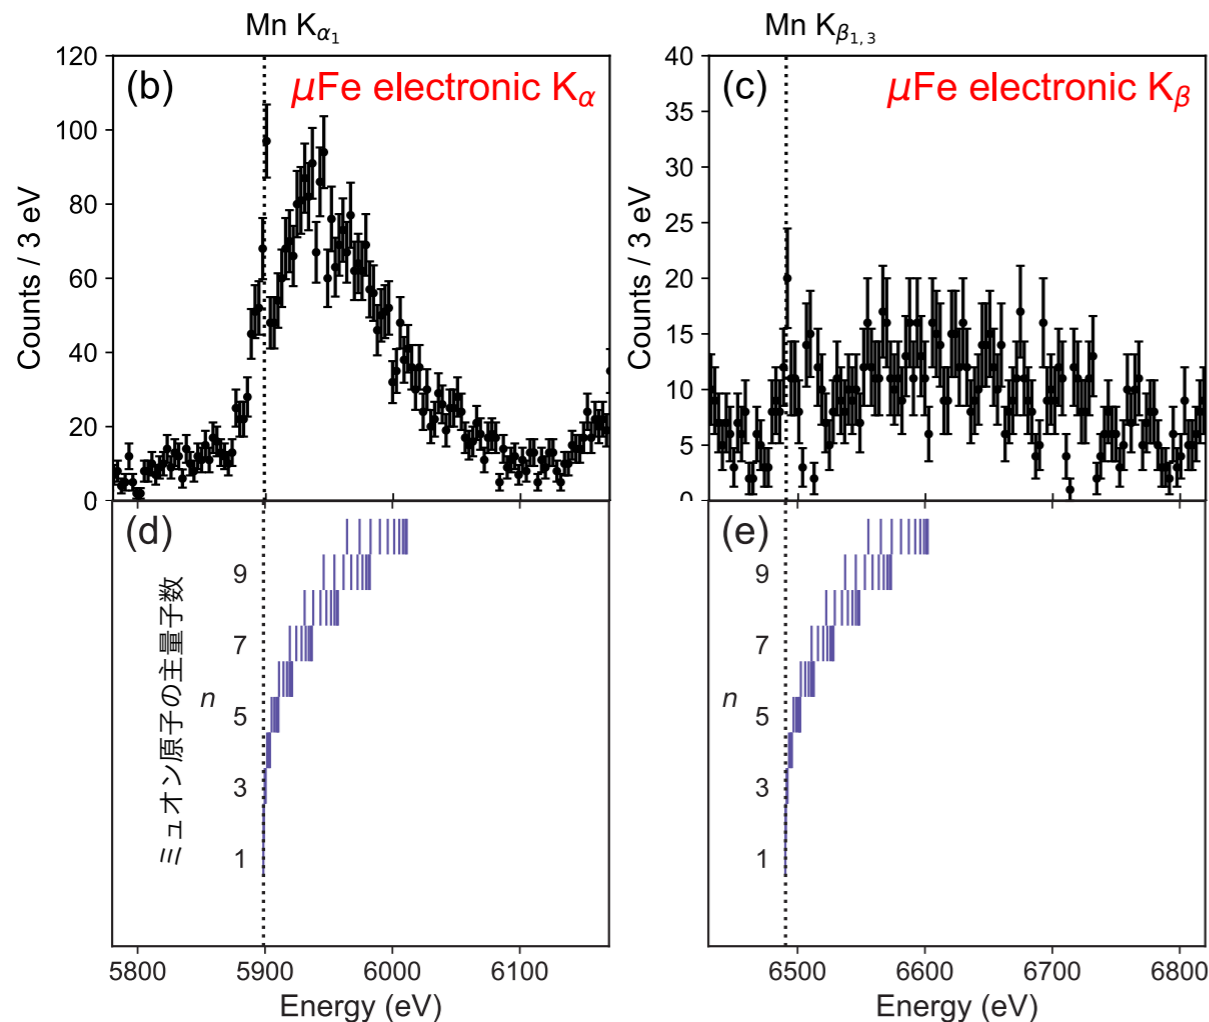 Mn Kα1
Mn Kβ1,3
(b)
μFe electronic Kα
120
100
80
60
40
20
0
Counts / 3 eV
(c)
μFe electronic Kβ
40
35
30
25
20
15
10
5
0
Counts / 3 eV
(d)
ミュオン原子の主量子数
n
9
7
5
3
1
5800
5900
6000
6100
Energy (eV)
(e)
n
9
7
5
3
1
6500
6600
6700
6800
Energy (eV)